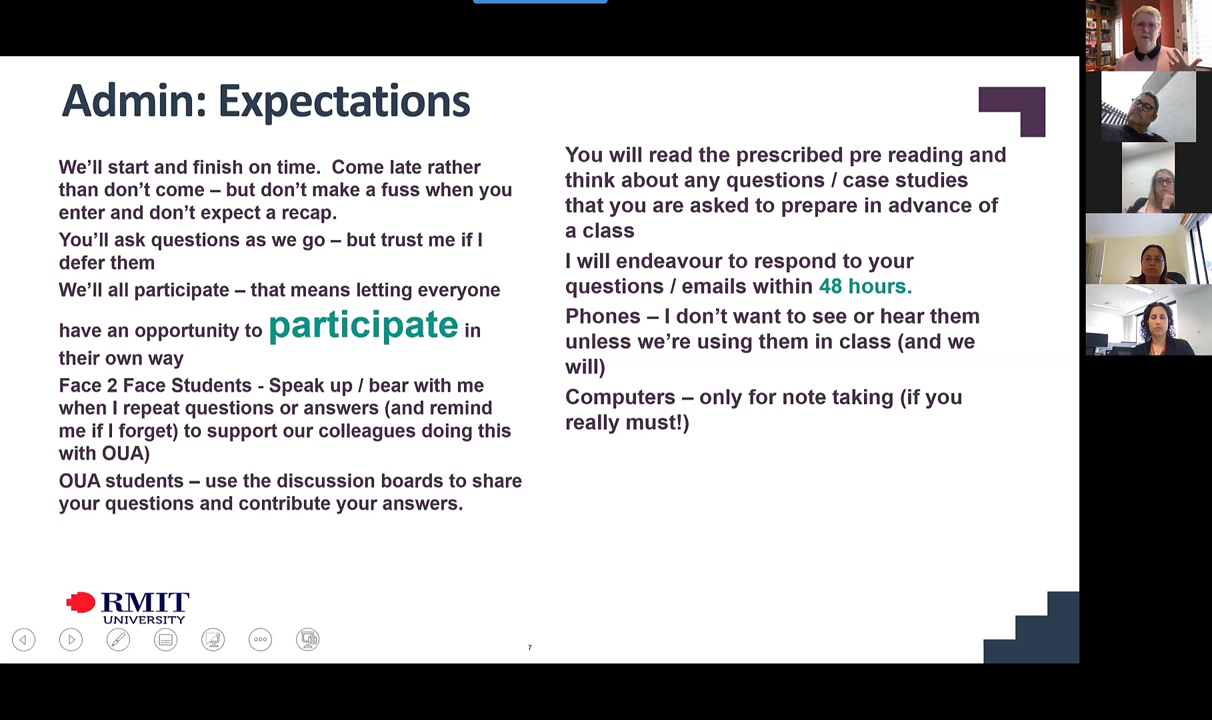 Admin: Expectations
We'll start and finish on time.  Come late rather
than don't come – but don't make a fuss when you
enter and don't expect a recap.
You'll ask questions as we go – but trust me if I
defer them
We'll all participate – that means letting everyone
have an opportunity to participate in
their own way
Face 2 Face Students - Speak up / bear with me
when I repeat questions or answers (and remind
me if I forget) to support our colleagues doing this
with OUA)
OUA students – use the discussion boards to share
your questions and contribute your answers.
You will read the prescribed pre reading and
think about any questions / case studies
that you are asked to prepare in advance of
a class
I will endeavour to respond to your
questions / emails within 48 hours.
Phones – I don't want to see or hear them
unless we're using them in class (and we
will)
Computers – only for note taking (if you
really must!)
RMIT
UNIVERSITY
7